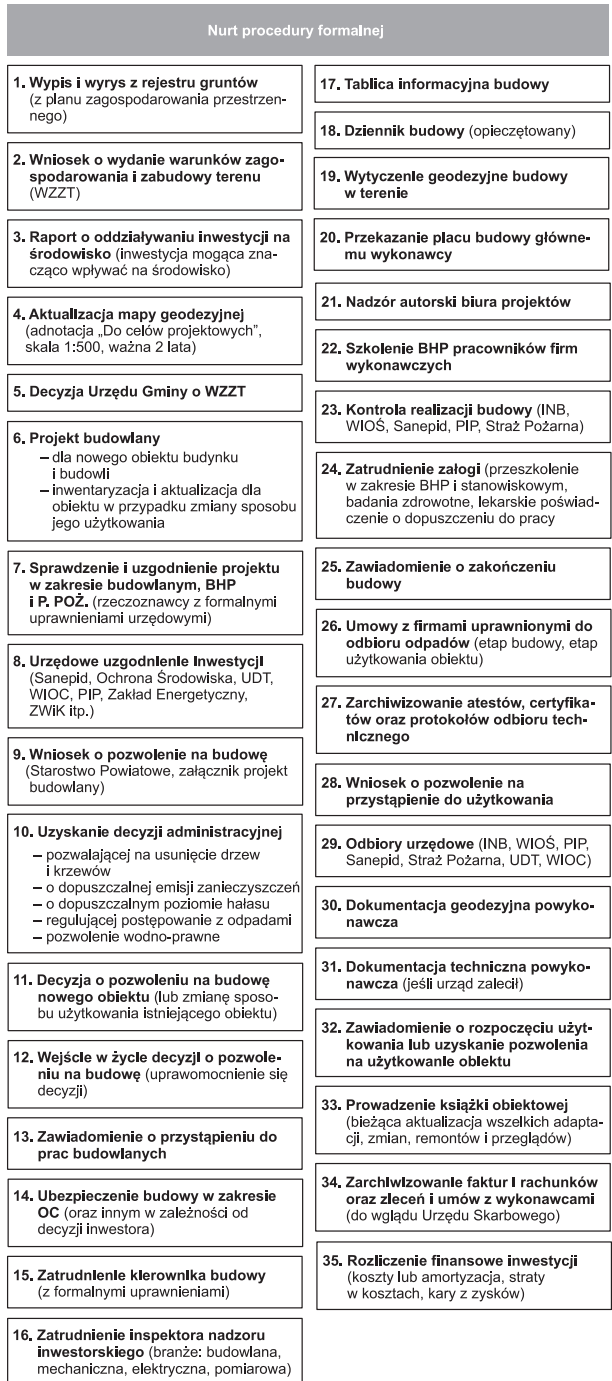 Nurt procedury formalnej
1. Wypis i wyrys z rejestru gruntów
(z planu zagospodarowania przestrzen-
nego)
2. Wniosek o wydanie warunków zago-
spodarowania i zabudowy terenu
(WZZT)
3. Raport o oddziaływaniu inwestycji na
środowisko (inwestycja mogąca zna-
cząco wpływać na środowisko)
4. Aktualizacja mapy geodezyjnej
(adnotacja „Do celów projektowych”,
skala 1:500, ważna 2 lata)
5. Decyzja Urzędu Gminy o WZZT
6. Projekt budowlany
– dla nowego obiektu budynku
i budowli
– inwentaryzacja i aktualizacja dla
obiektu w przypadku zmiany sposobu
jego użytkowania
7. Sprawdzenie i uzgodnienie projektu
w zakresie budowlanym, BHP
i P. POŻ. (rzeczoznawcy z formalnymi
uprawnieniami urzędowymi)
8. Urzędowe uzgodnienie inwestycji
(Sanepid, Ochrona Środowiska, UDT,
WIOC, PIP, Zakład Energetyczny,
ZWiK itp.)
9. Wniosek o pozwolenie na budowę
(Starostwo Powiatowe, załącznik projekt
budowlany)
10. Uzyskanie decyzji administracyjnej
– pozwalającej na usunięcie drzew
i krzewów
– o dopuszczalnej emisji zanieczyszczeń
– o dopuszczalnym poziomie hałasu
– regulującej postępowanie z odpadami
– pozwolenie wodno-prawne
11. Decyzja o pozwoleniu na budowę
nowego obiektu (lub zmianę sposo-
bu użytkowania istniejącego obiektu)
12. Wejście w życie decyzji o pozwole-
niu na budowę (uprawomocnienie się
decyzji)
13. Zawiadomienie o przystąpieniu do
prac budowlanych
14. Ubezpieczenie budowy w zakresie
OC (oraz innym w zależności od
decyzji inwestora)
15. Zatrudnienie kierownika budowy
(z formalnymi uprawnieniami)
16. Zatrudnienie inspektora nadzoru
inwestorskiego (branże: budowlana,
mechaniczna, elektryczna, pomiarowa)
17. Tablica informacyjna budowy
18. Dziennik budowy (opieczętowany)
19. Wytyczenie geodezyjne budowy
w terenie
20. Przekazanie placu budowy główne-
mu wykonawcy
21. Nadzór autorski biura projektów
22. Szkolenie BHP pracowników firm
wykonawczych
23. Kontrola realizacji budowy (INB,
WIOŚ, Sanepid, PIP, Straż Pożarna)
24. Zatrudnienie załogi (przeszkolenie
w zakresie BHP i stanowiskowym,
badania zdrowotne, lekarskie poświad-
czenie o dopuszczeniu do pracy
25. Zawiadomienie o zakończeniu
budowy
26. Umowy z firmami uprawnionymi do
odbioru odpadów (etap budowy, etap
użytkowania obiektu)
27. Zarchiwizowanie atestów, certyfika-
tów oraz protokołów odbioru tech-
nicznego
28. Wniosek o pozwolenie na
przystąpienie do użytkowania
29. Odbiory urzędowe (INB, WIOŚ, PIP,
Sanepid, Straż Pożarna, UDT, WIOC)
30. Dokumentacja geodezyjna powyko-
nawcza
31. Dokumentacja techniczna powyko-
nawcza (jeśli urząd zalecił)
32. Zawiadomienie o rozpoczęciu użyt-
kowania lub uzyskanie pozwolenia
na użytkowanie obiektu
33. Prowadzenie książki obiektowej
(bieżąca aktualizacja wszelkich adapta-
cji, zmian, remontów i przeglądów)
34. Zarchiwizowanie faktur i rachunków
oraz zleceń i umów z wykonawcami
(do wglądu Urzędu Skarbowego)
35. Rozliczenie finansowe inwestycji
(koszty lub amortyzacja, straty
w kosztach, kary z zysków)